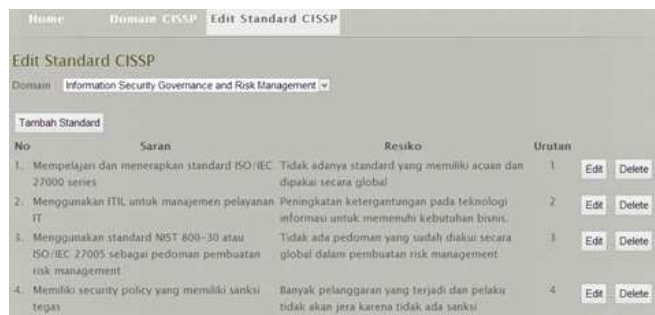 Home Domain CISSP Edit Standard CISSP
Edit Standard CISSP
Domain Information Security Governance and Risk Management
Tambah Standard
No Saran Resiko Urutan
1. Mempelajari dan menerapkan standard ISO/IEC Tidak adanya standard yang memiliki acuan dan 1 Edit Delete
27000 series dipakai secara global
2. Menggunakan ITIL untuk manajemen pelayanan Peningkatan ketergantungan pada teknologi 2 Edit Delete
IT informasi untuk memenuhi kebutuhan bisnis.
3. Menggunakan standard NIST 800-30 atau Tidak ada pedoman yang sudah diakui secara 3 Edit Delete
ISO/IEC 27005 sebagai pedoman pembuatan global dalam pembuatan risk management
risk management
4. Memiliki security policy yang memiliki sanksi Banyak pelanggaran yang terjadi dan pelaku 4 Edit Delete
tegas tidak akan jera karena tidak ada sanksi